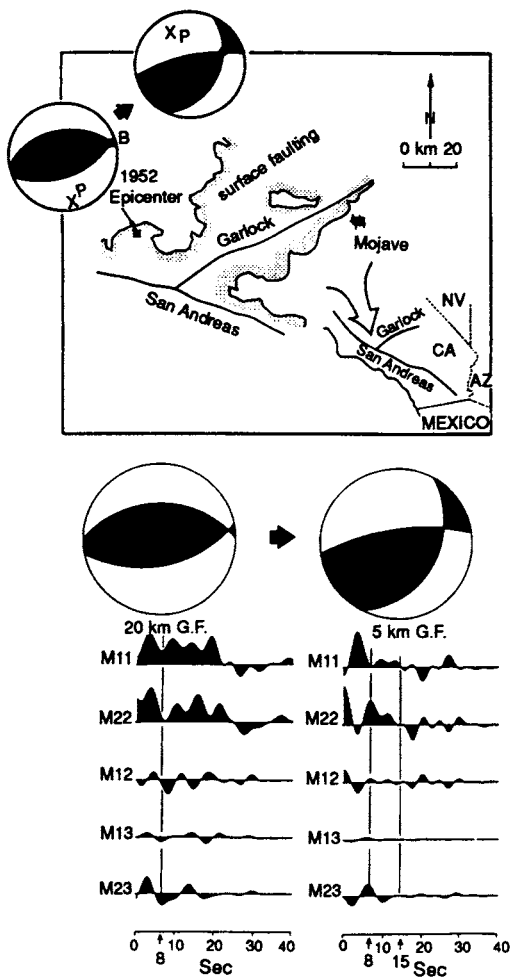 XP
B
XP
1952
Epicenter
surface faulting
N
0 km 20
Garlock
Mojave
San Andreas
Garlock
San Andreas
NV
CA
AZ
MEXICO
20 km G.F.
5 km G.F.
M11
M11
M22
M22
M12
M12
M13
M13
M23
M23
0 10 20 30 40
8
Sec
0 10 20 30 40
8 15
Sec